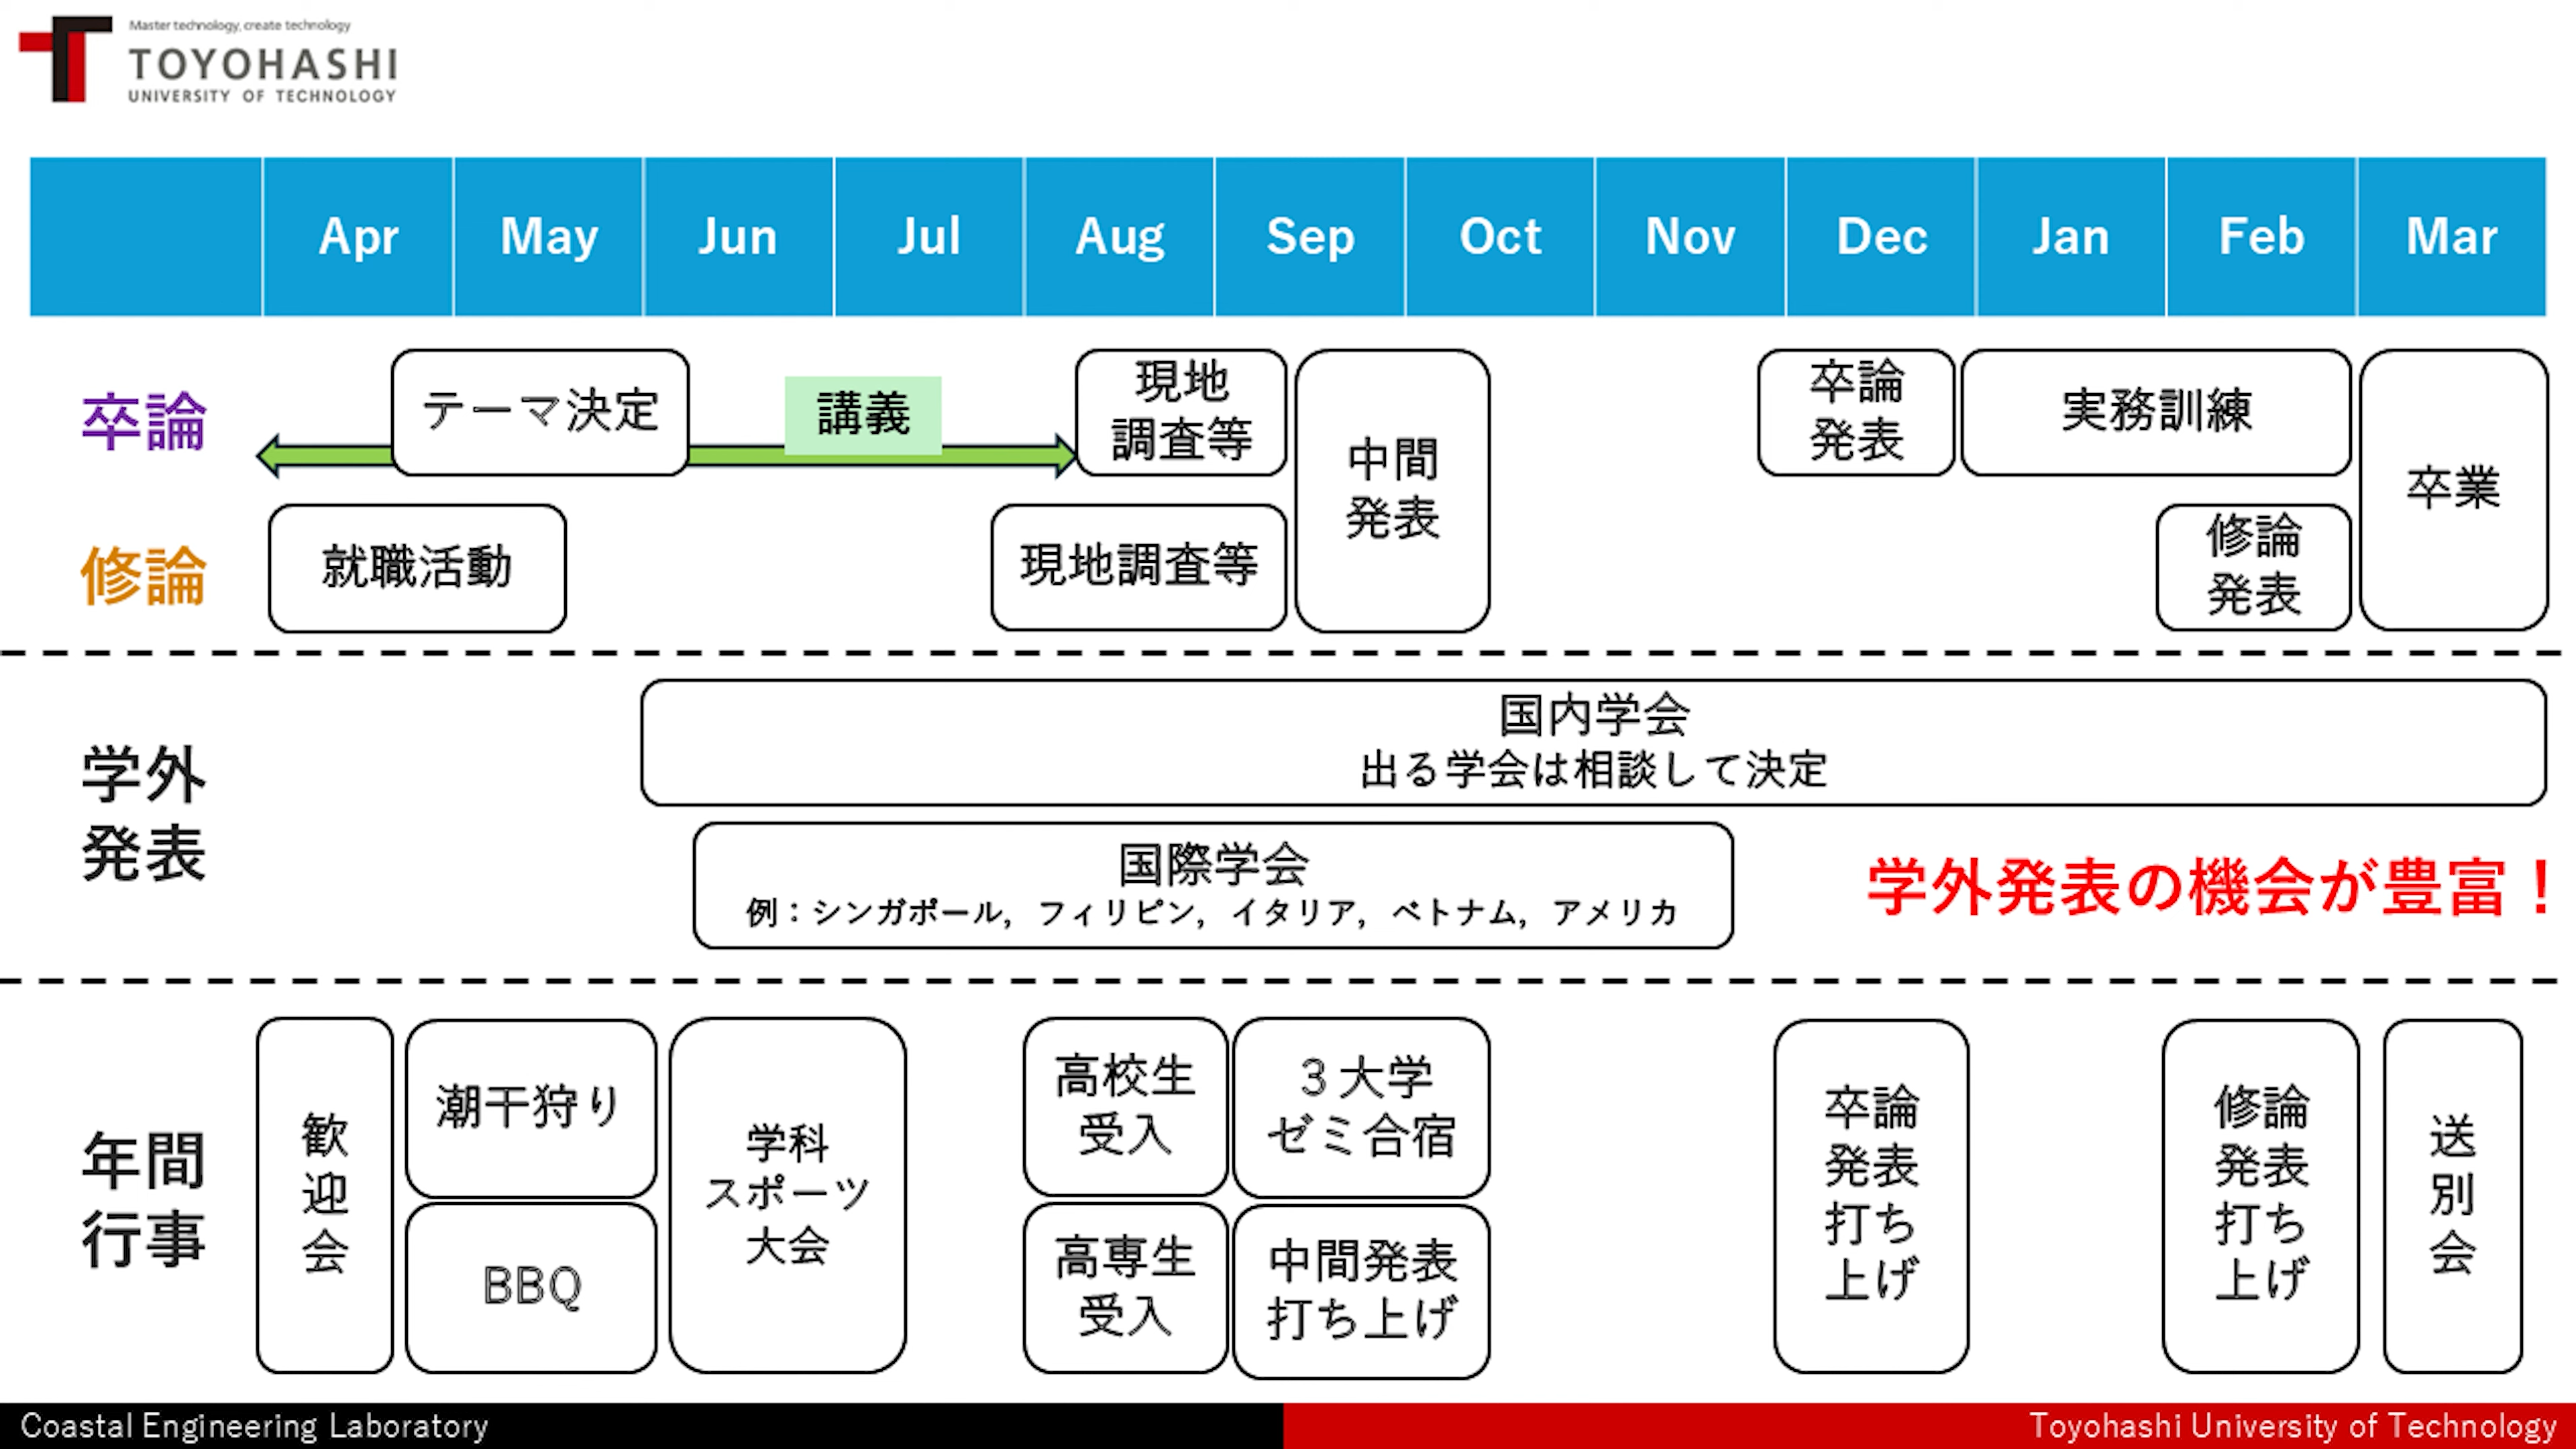 Master technology, create technology
TOYOHASHI
UNIVERSITY OF TECHNOLOGY
Apr
May
Jun
Jul
Aug
Sep
Oct
Nov
Dec
Jan
Feb
Mar
卒論
テーマ決定
講義
現地
調査等
中間
発表
卒論
発表
実務訓練
卒業
修論
就職活動
現地調査等
修論
発表
学外
発表
国内学会
出る学会は相談して決定
国際学会
例：シンガポール，フィリピン，イタリア，ベトナム，アメリカ
学外発表の機会が豊富！
年間
行事
歓
迎
会
潮干狩り
BBQ
学科
スポーツ
大会
高校生
受入
高専生
受入
３大学
ゼミ合宿
中間発表
打ち上げ
卒論
発表
打ち
上げ
修論
発表
打ち
上げ
送
別
会
Coastal Engineering Laboratory
Toyohashi University of Technology